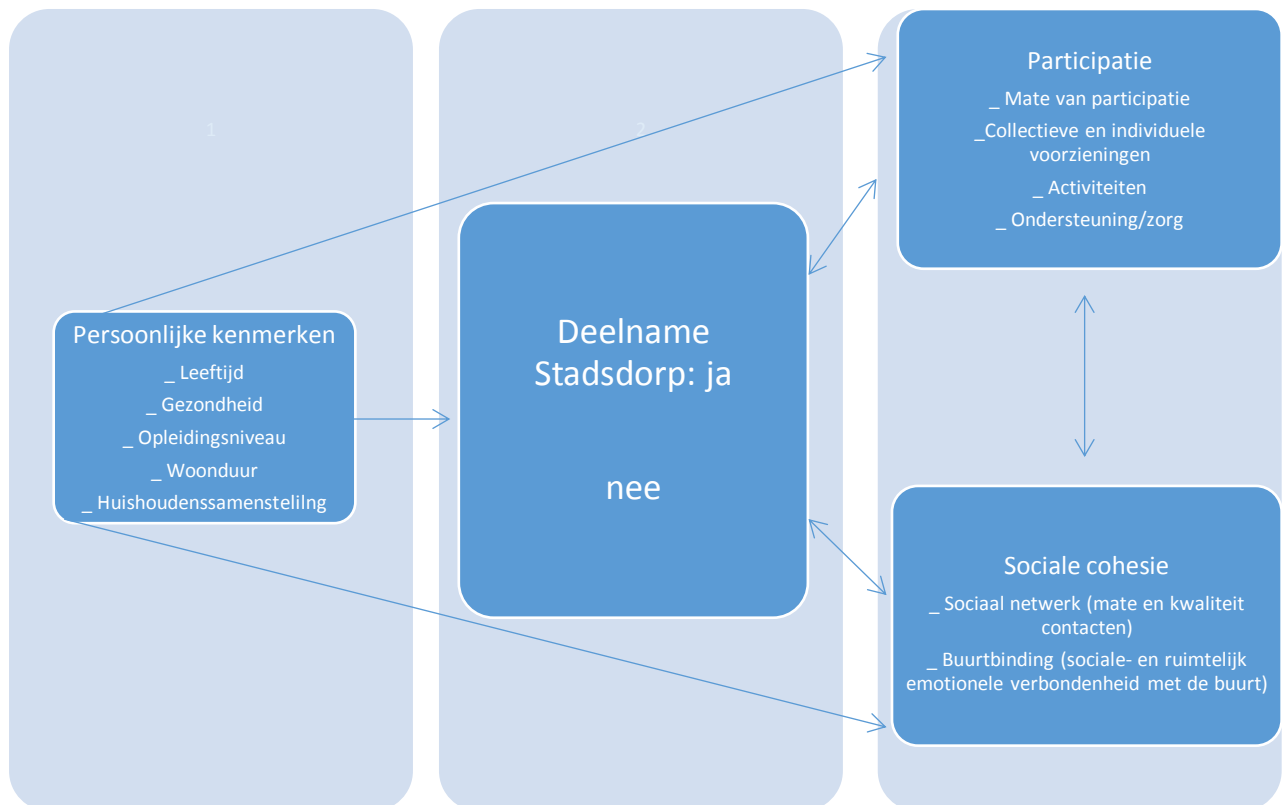 1
Persoonlijke kenmerken
_ Leeftijd
_ Gezondheid
_ Opleidingsniveau
_ Woonduur
_ Huishoudenssamenstelilng
2
Deelname
Stadsdorp: ja
nee
Participatie
_ Mate van participatie
_Collectieve en individuele
voorzieningen
_ Activiteiten
_ Ondersteuning/zorg
Sociale cohesie
_ Sociaal netwerk (mate en kwaliteit
contacten)
_ Buurtbinding (sociale- en ruimtelijk
emotionele verbondenheid met de buurt)